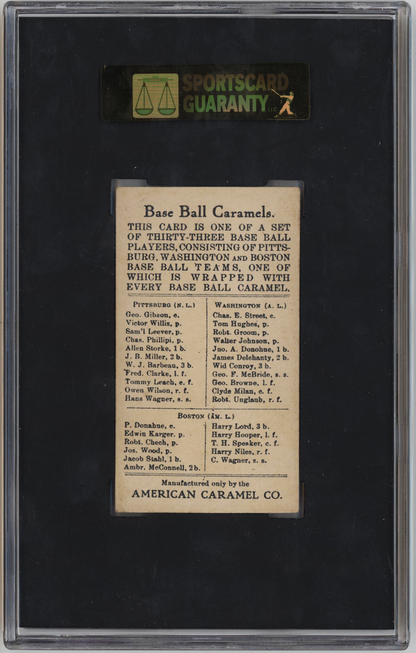 SPORTSCARD
GUARANTY LLC
Base Ball Caramels.
THIS CARD IS ONE OF A SET
OF THIRTY-THREE BASE BALL
PLAYERS, CONSISTING OF PITTS-
BURG, WASHINGTON AND BOSTON
BASE BALL TEAMS, ONE OF
WHICH IS WRAPPED WITH
EVERY BASE BALL CARAMEL.
PITTSBURG (N. L.)
Geo. Gibson, c.
Victor Willis, p.
Sam'l Leever, p.
Chas. Phillipi, p.
Allen Storke, 1 b.
J. B. Miller, 2 b.
W. J. Barbeau, 3 b.
Fred. Clarke, l. f.
Tommy Leach, c. f.
Owen Wilson, r. f.
Hans Wagner, s. s.
WASHINGTON (A. L.)
Chas. E. Street, c.
Tom Hughes, p.
Robt. Groom, p.
Walter Johnson, p.
Jno. A. Donohue, 1 b.
James Delehanty, 2 b.
Wid Conroy, 3 b.
Geo. F. McBride, s. s.
Geo. Browne, l. f.
Clyde Milan, c. f.
Robt. Unglaub, r. f.
BOSTON (AM. L.)
P. Donahue, c.
Edwin Karger, p.
Robt. Chech, p.
Jos. Wood, p.
Jacob Stahl, 1 b.
Ambr. McConnell, 2 b.
Harry Lord, 3 b.
Harry Hooper, l. f.
T. H. Speaker, c. f.
Harry Niles, r. f.
C. Wagner, s. s.
Manufactured only by the
AMERICAN CARAMEL CO.